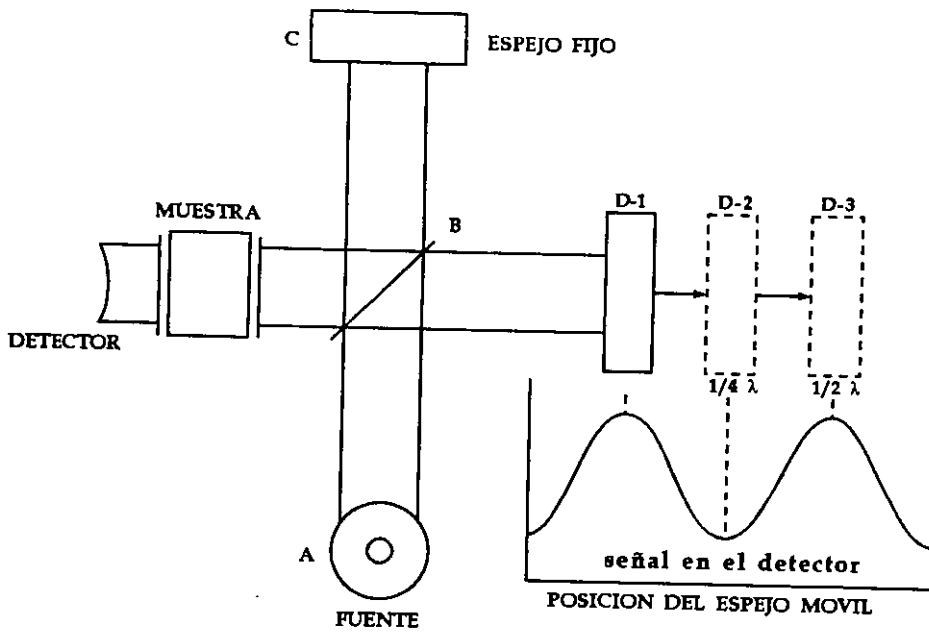 C
ESPEJO FIJO
MUESTRA
B
D-1
D-2
D-3
DETECTOR
1/4 λ
1/2 λ
A
señal en el detector
FUENTE
POSICION DEL ESPEJO MOVIL